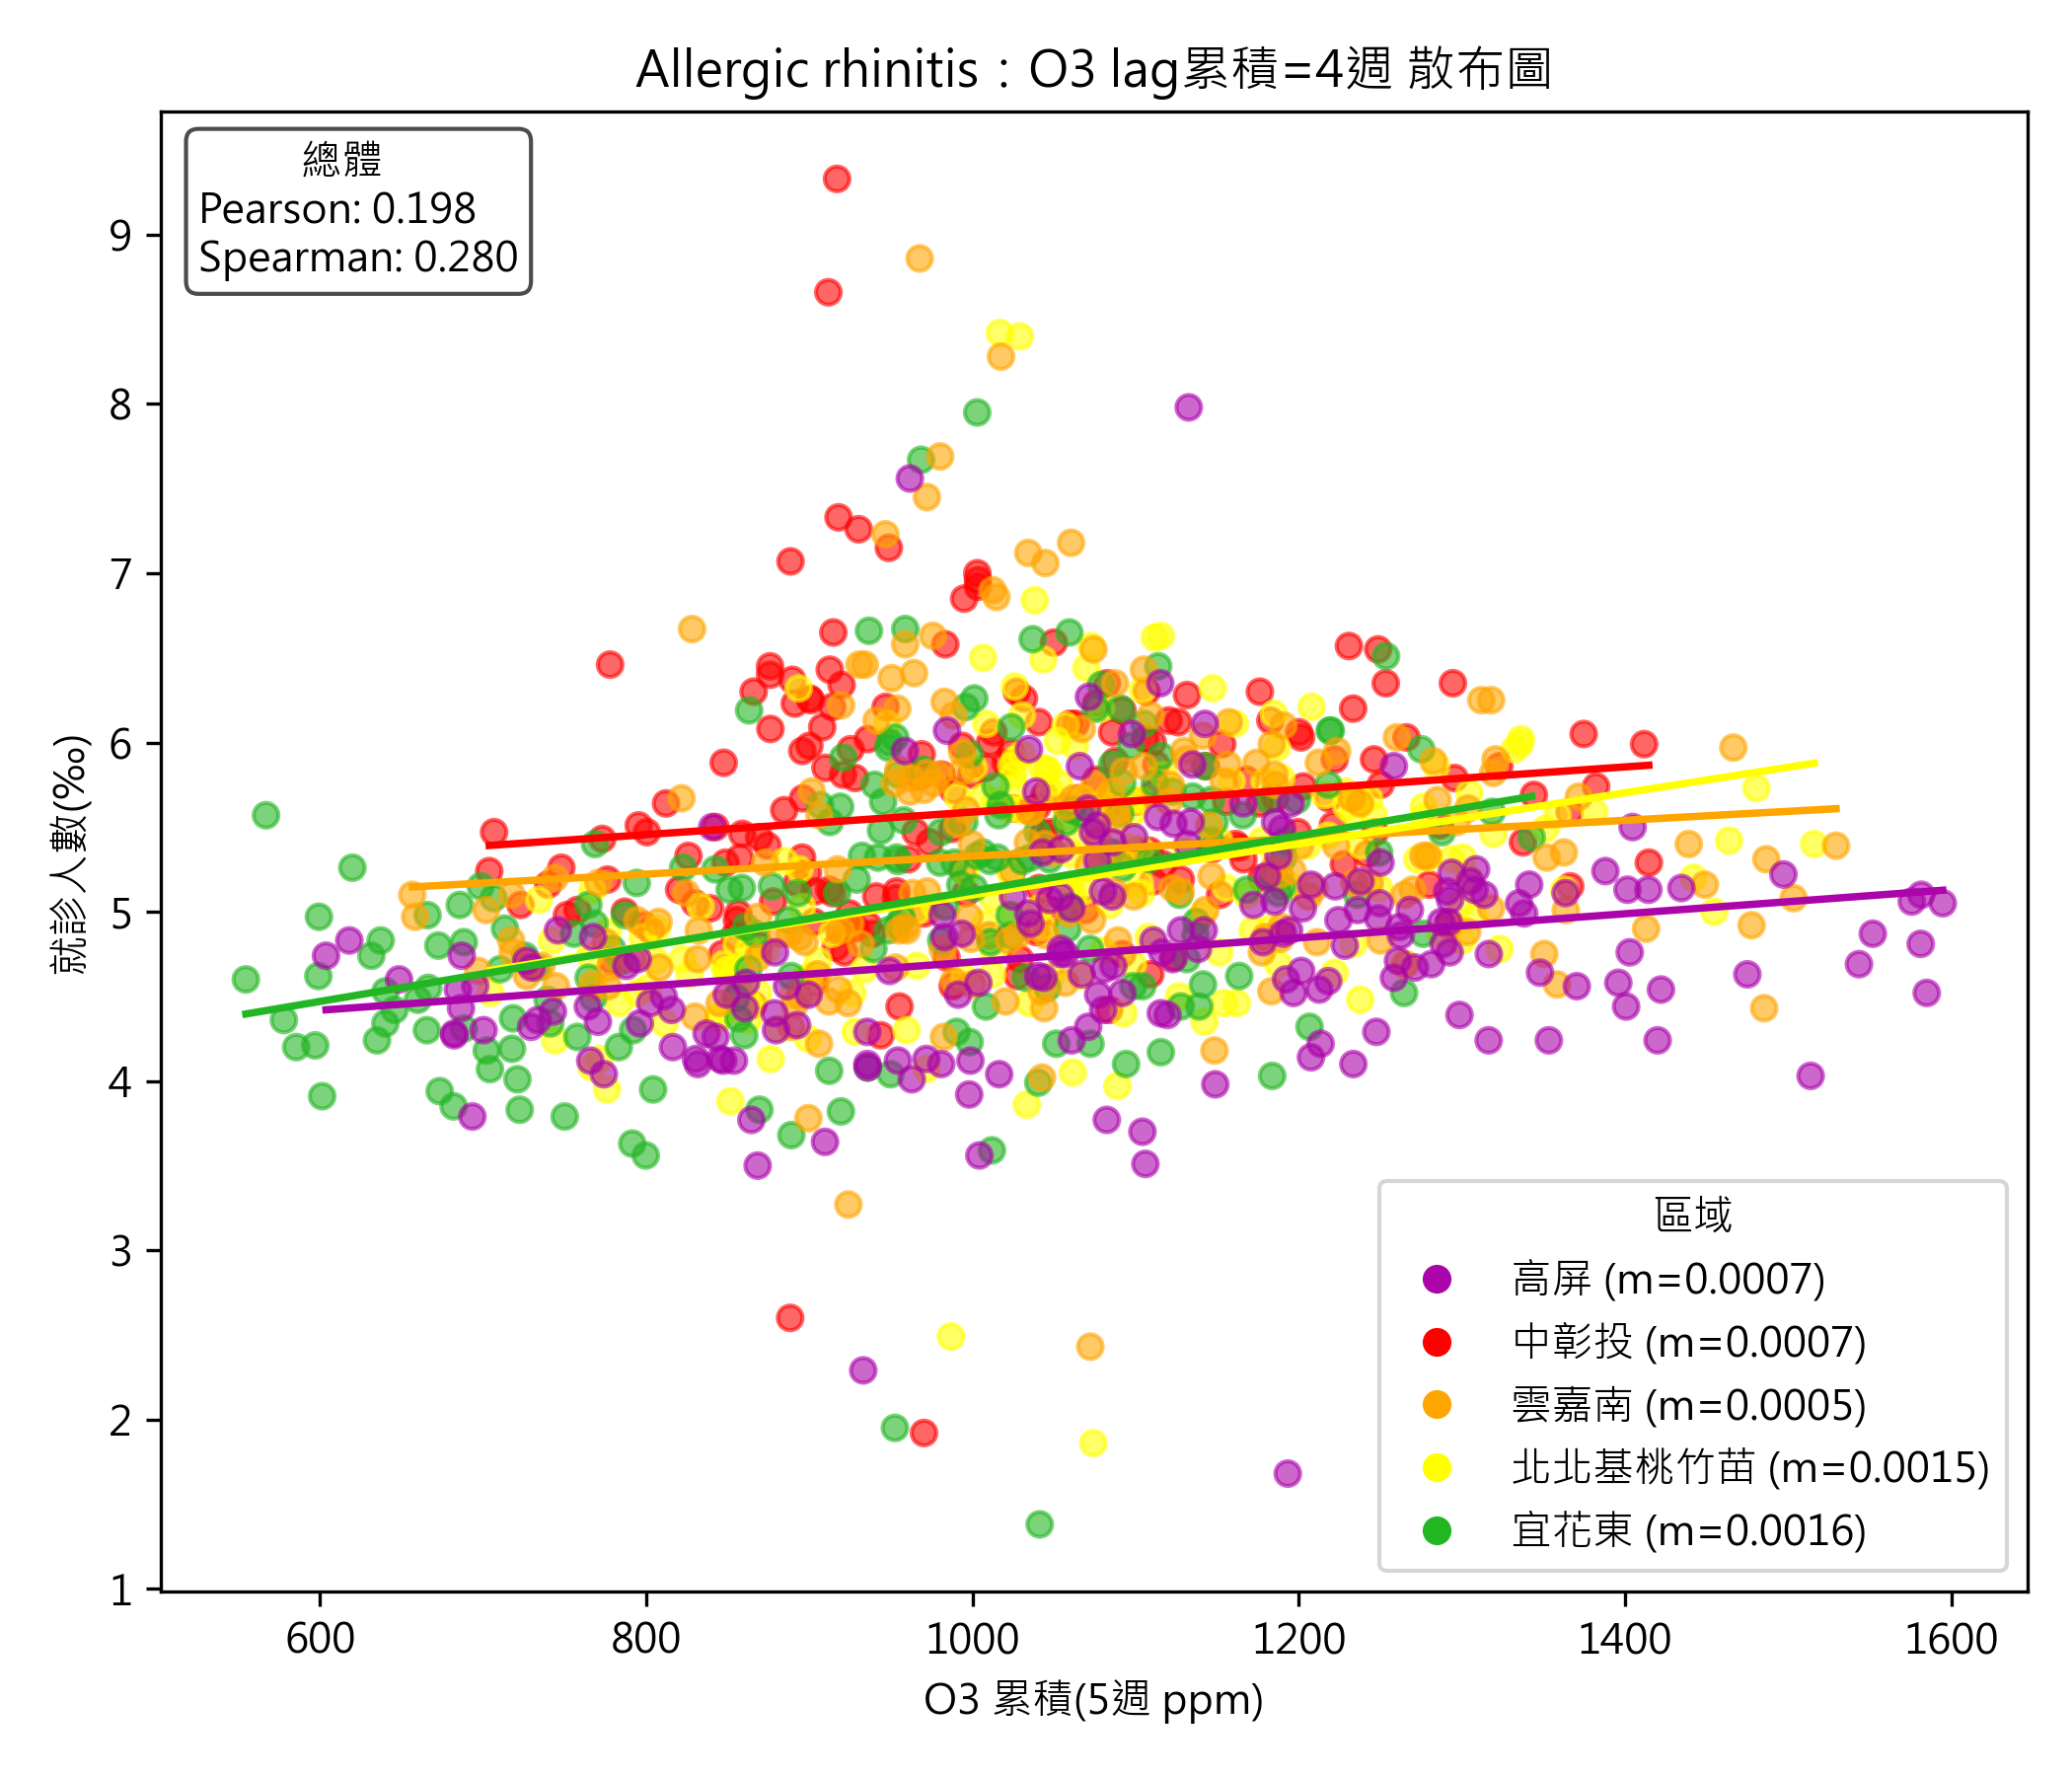 Allergic rhinitis：O3 lag累積=4週 散布圖
總體
Pearson: 0.198
Spearman: 0.280
就診人數(‰)
9
8
7
6
5
4
3
2
1
600 800 1000 1200 1400 1600
O3 累積(5週 ppm)
區域
高屏 (m=0.0007)
中彰投 (m=0.0007)
雲嘉南 (m=0.0005)
北北基桃竹苗 (m=0.0015)
宜花東 (m=0.0016)